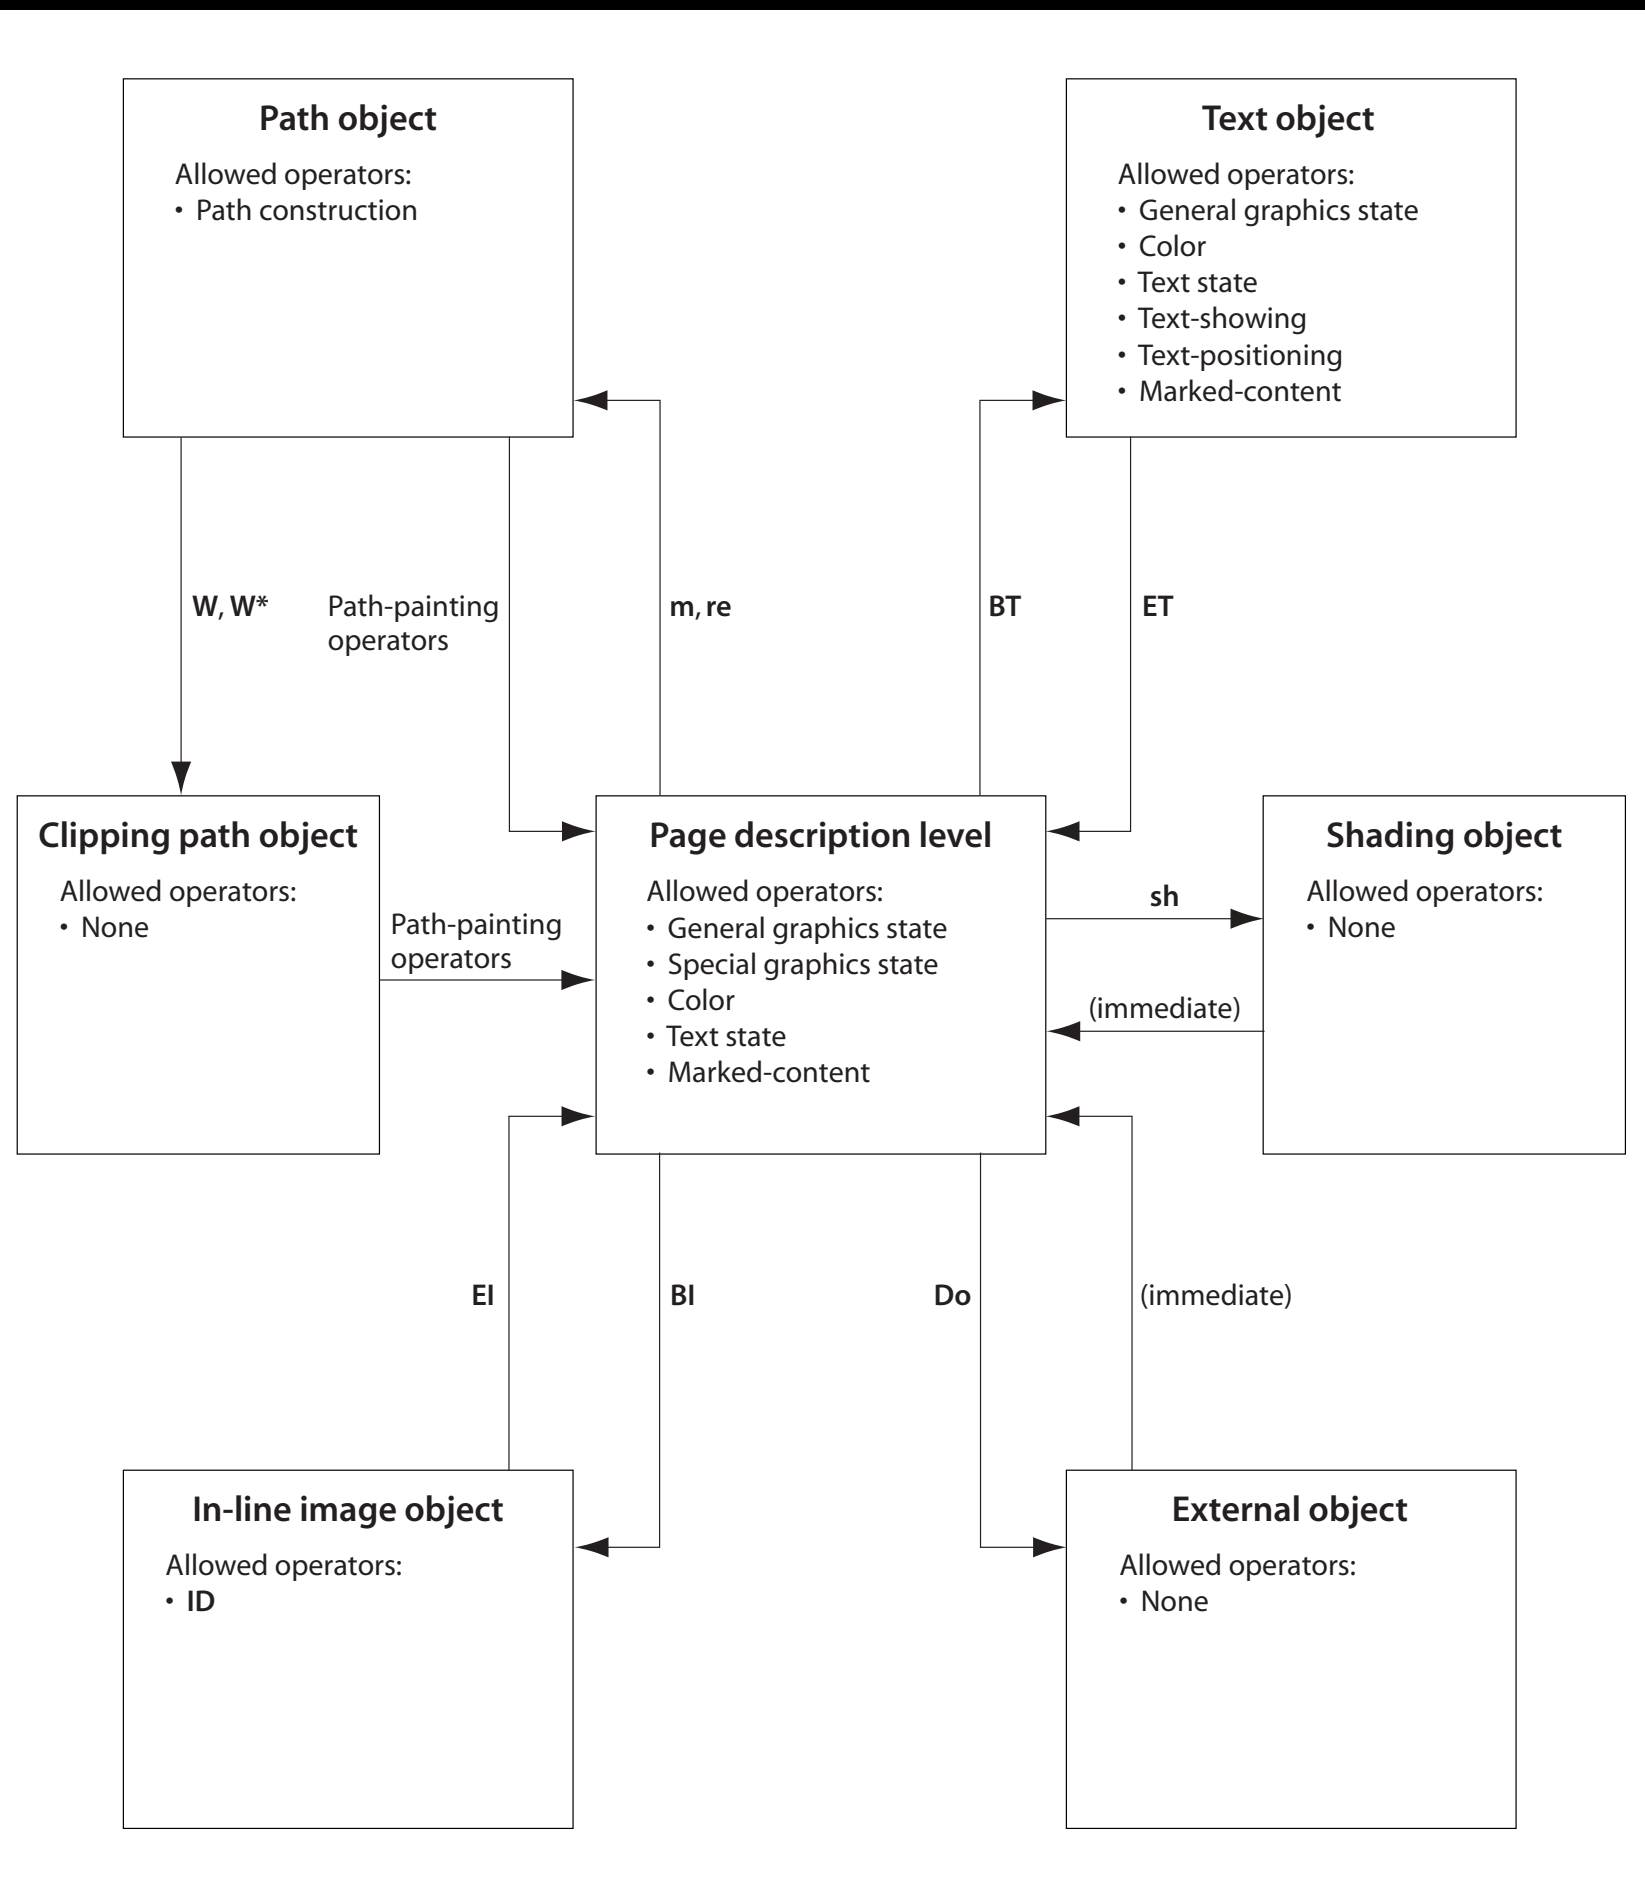 Path object
Allowed operators:
• Path construction
Text object
Allowed operators:
• General graphics state
• Color
• Text state
• Text-showing
• Text-positioning
• Marked-content
W, W*
Path-painting
operators
m, re
BT
ET
Clipping path object
Allowed operators:
• None
Path-painting
operators
Page description level
Allowed operators:
• General graphics state
• Special graphics state
• Color
• Text state
• Marked-content
sh
(immediate)
Shading object
Allowed operators:
• None
EI
BI
Do
(immediate)
In-line image object
Allowed operators:
• ID
External object
Allowed operators:
• None